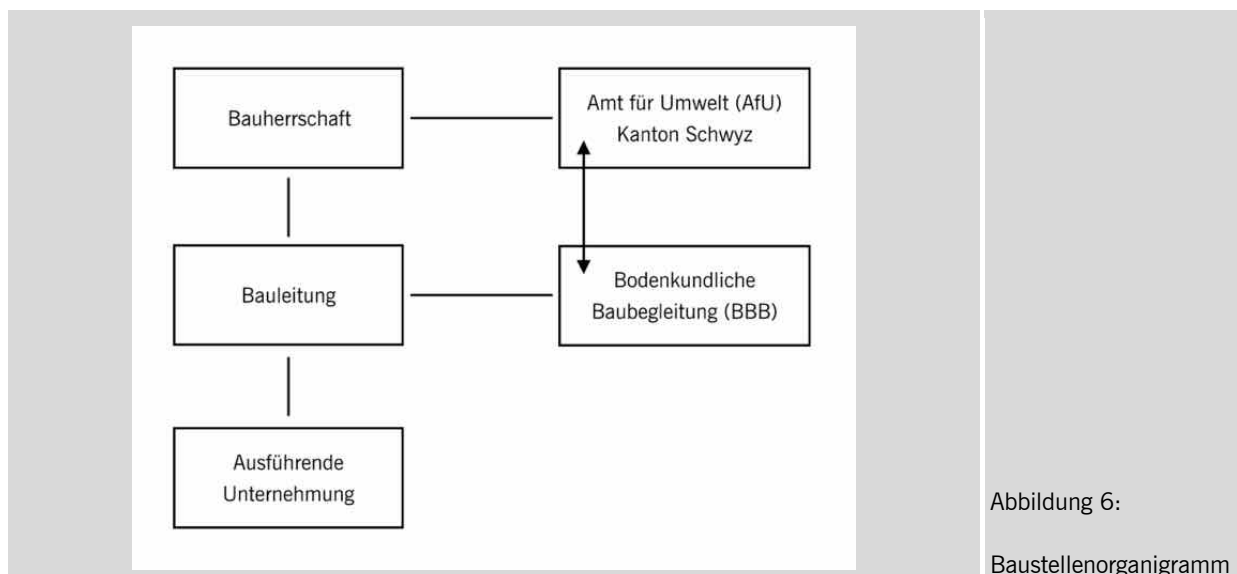 Bauherrschaft
Amt für Umwelt (AfU)
Kanton Schwyz
Bauleitung
Bodenkundliche
Baubegleitung (BBB)
Ausführende
Unternehmung
Abbildung 6:
Baustellenorganigramm